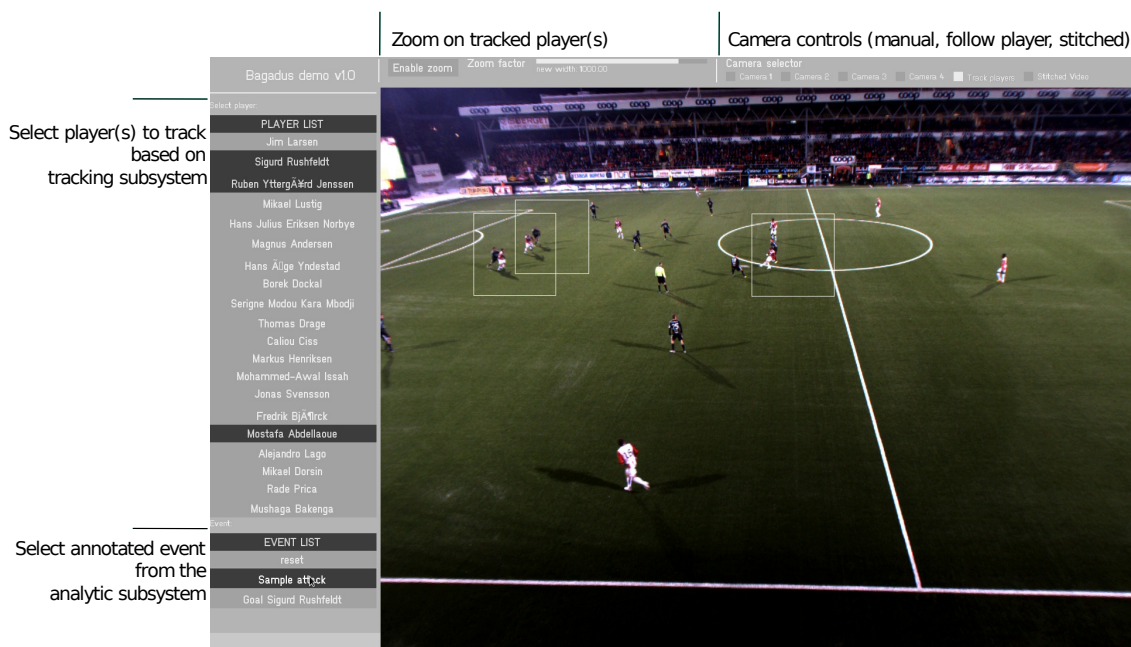 Zoom on tracked player(s)
Camera controls (manual, follow player, stitched)
Bagadus demo v1.0
Enable zoom
Zoom factor
new width: 1000.00
Camera selector
Camera 1
Camera 2
Camera 3
Camera 4
Track players
Stitched Video
Select player:
Select player(s) to track
based on
tracking subsystem
PLAYER LIST
Jim Larsen
Sigurd Rushfeldt
Ruben YttergÃ¥rd Jenssen
Mikael Lustig
Hans Julius Eriksen Norbye
Magnus Andersen
Borek Dockal
Serigne Modou Kara Mbodji
Thomas Drage
Caliou Ciss
Markus Henriksen
Mohammed-Awal Issah
Jonas Svensson
Fredrik BjÃ¶rck
Mostafa Abdellaoue
Alejandro Lago
Mikael Dorsin
Rade Prica
Mushaga Bakenga
Event:
Select annotated event
from the
analytic subsystem
EVENT LIST
reset
Sample attack
Goal Sigurd Rushfeldt
coop